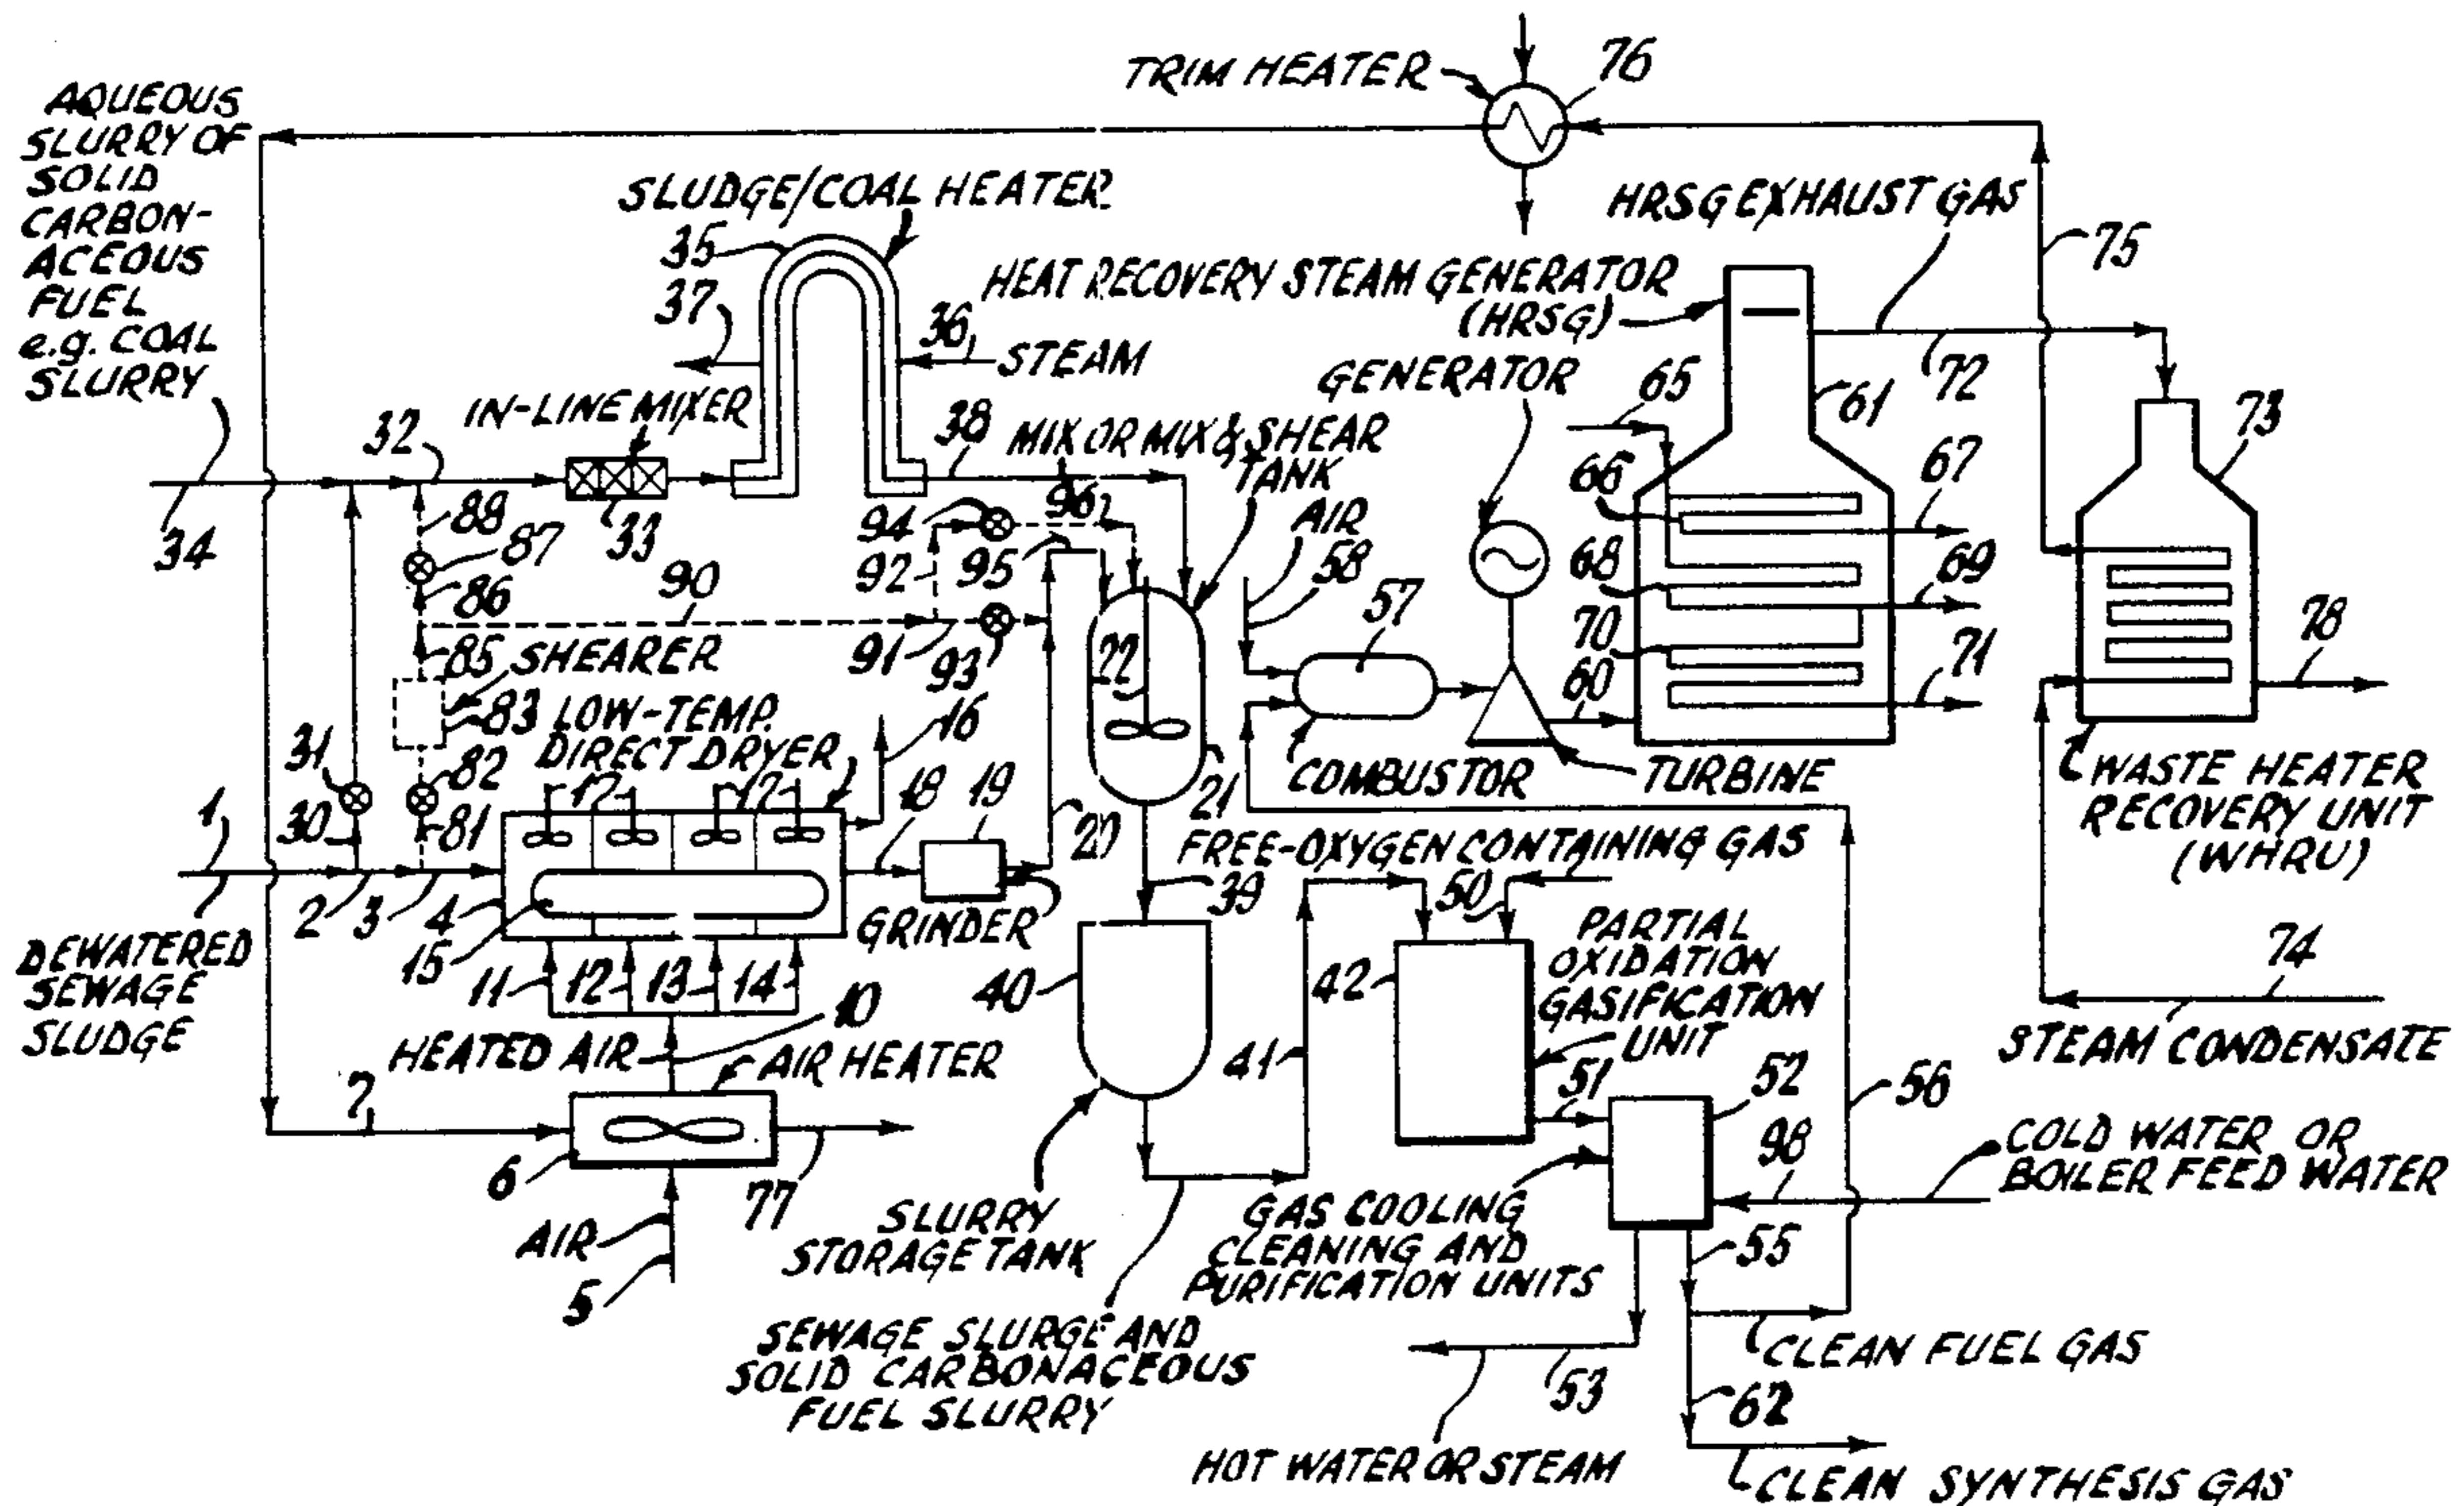 AQUEOUS
SLURRY OF
SOLID
CARBON-
ACEOUS
FUEL
e.g. COAL
SLURRY
34
TRIM HEATER
76
SLUDGE/COAL HEATER
35
37
36
STEAM
HEAT RECOVERY STEAM GENERATOR
(HRSG)
HRSG EXHAUST GAS
75
72
61
73
GENERATOR
65
66
67
68
69
70
71
60
78
IN-LINE MIXER
32
33
38
MIX OR MIX & SHEAR
TANK
94
96
95
92
90
91
93
AIR
58
57
88
87
86
85
SHEARER
83
LOW-TEMP.
DIRECT DRYER
12
12
16
22
21
COMBUSTOR
TURBINE
WASTE HEATER
RECOVERY UNIT
(WHRU)
31
30
82
81
1
2
3
4
15
18
19
20
GRINDER
DEWATERED
SEWAGE
SLUDGE
11
12
13
14
10
HEATED AIR
AIR HEATER
7
6
77
AIR
5
39
40
SLURRY
STORAGE TANK
FREE-OXYGEN CONTAINING GAS
50
41
42
PARTIAL
OXIDATION
GASIFICATION
UNIT
51
52
56
74
STEAM CONDENSATE
98
COLD WATER OR
BOILER FEED WATER
GAS COOLING
CLEANING AND
PURIFICATION UNITS
55
SEWAGE SLURGE AND
SOLID CARBONACEOUS
FUEL SLURRY
53
HOT WATER OR STEAM
CLEAN FUEL GAS
62
CLEAN SYNTHESIS GAS